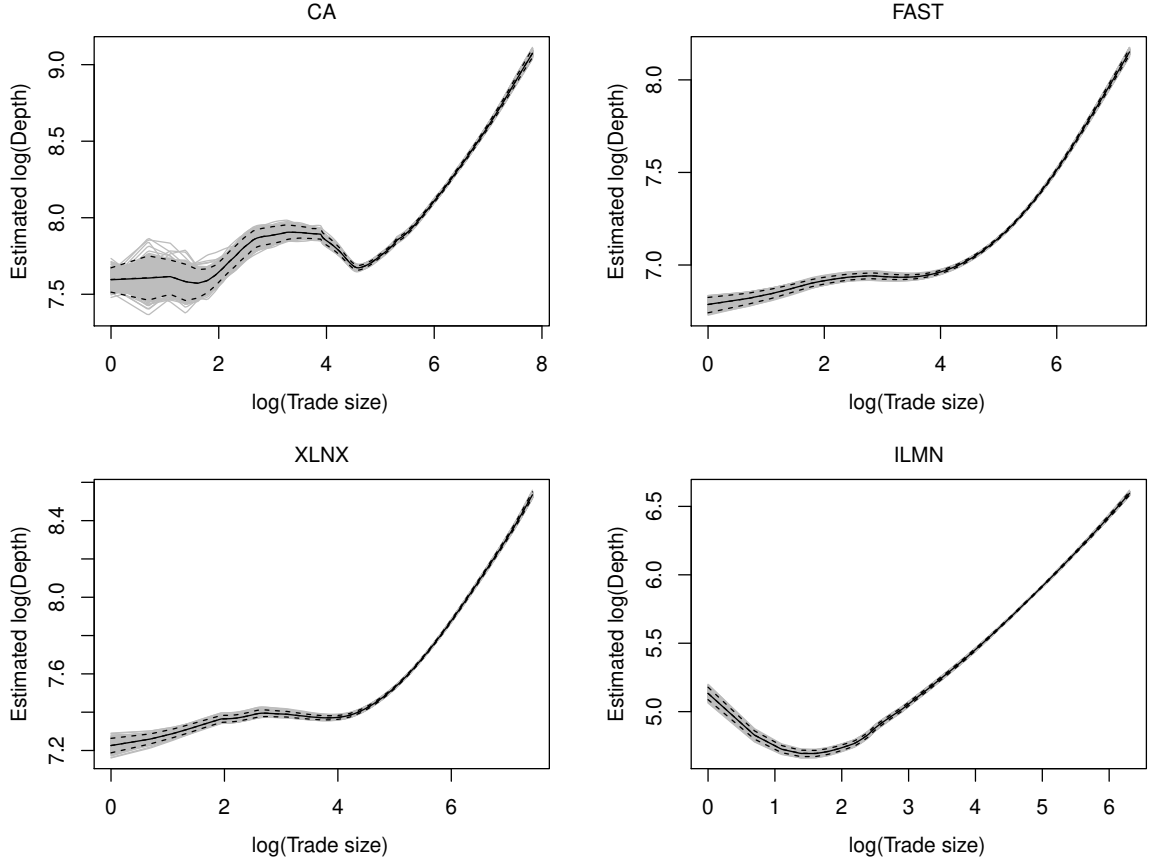 CA
Estimated log(Depth)
9.0
8.5
8.0
7.5
0 2 4 6 8
log(Trade size)
FAST
Estimated log(Depth)
8.0
7.5
7.0
0 2 4 6
log(Trade size)
XLNX
Estimated log(Depth)
8.4
8.0
7.6
7.2
0 2 4 6
log(Trade size)
ILMN
Estimated log(Depth)
6.5
6.0
5.5
5.0
0 1 2 3 4 5 6
log(Trade size)